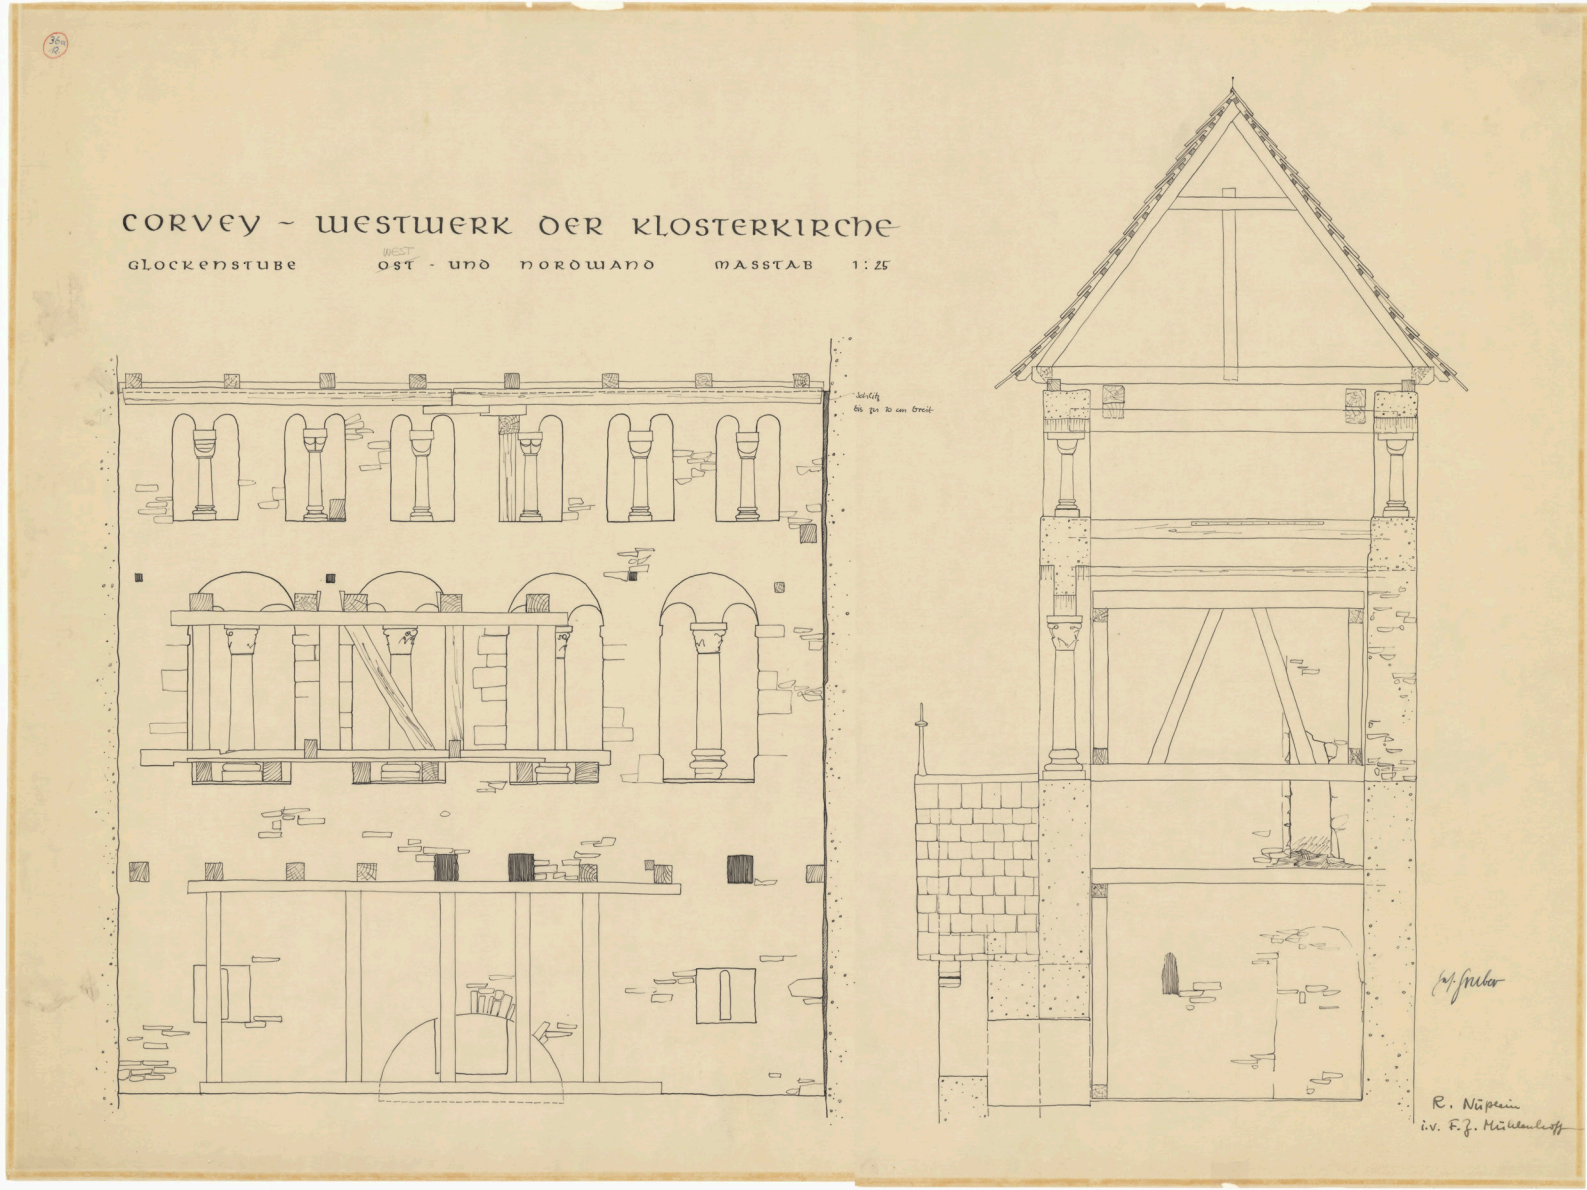 36a
12
CORVEY - WESTWERK DER KLOSTERKIRCHE
WEST
GLOCKENSTUBE OST - UND NORDWAND MASSTAB 1:25
Schlitz
bis zu 20 cm breit
Gruber
R.
i.v. F.J. Mühlenhoff